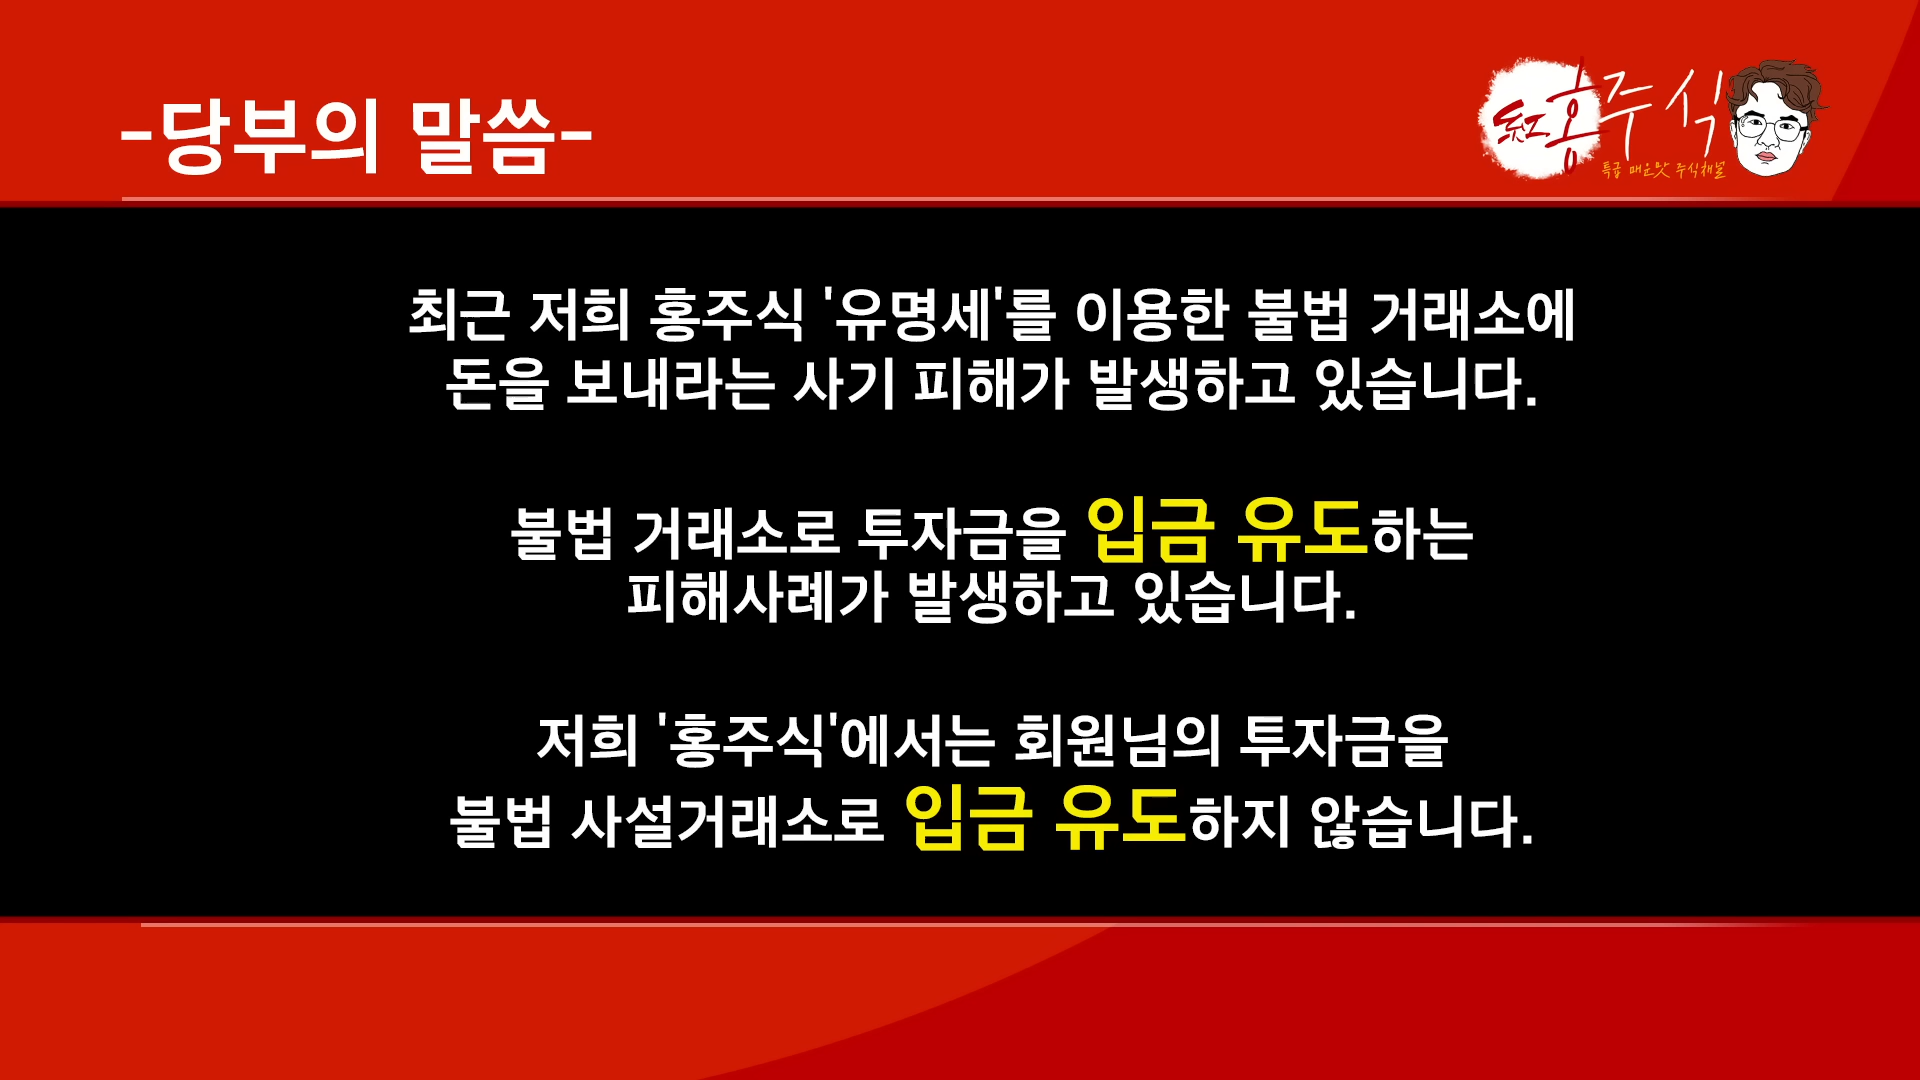 -당부의 말씀-
紅홍주식
특급 매운맛 주식채널
최근 저희 홍주식 '유명세'를 이용한 불법 거래소에
돈을 보내라는 사기 피해가 발생하고 있습니다.
불법 거래소로 투자금을 입금 유도하는
피해사례가 발생하고 있습니다.
저희 '홍주식'에서는 회원님의 투자금을
불법 사설거래소로 입금 유도하지 않습니다.